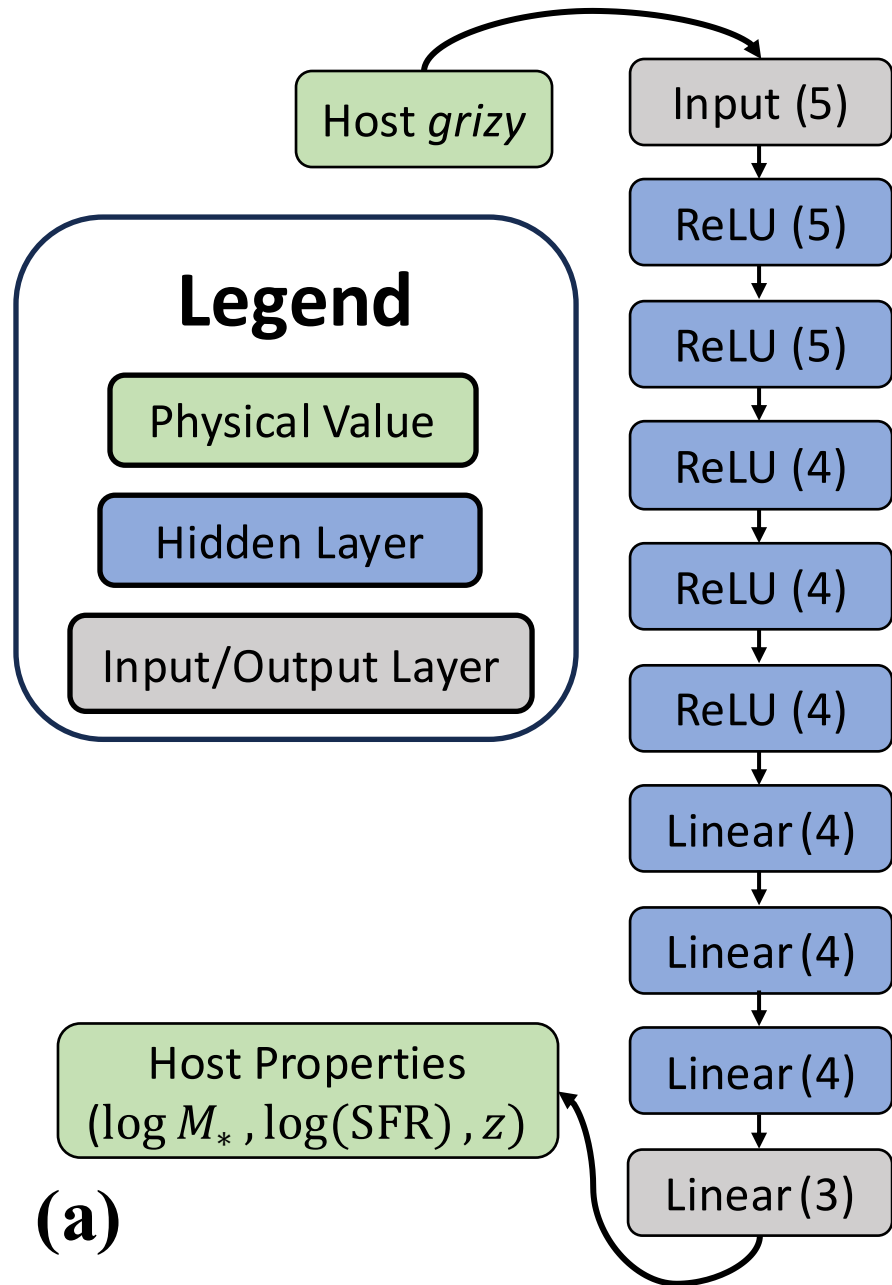 Host grizy
Input (5)
ReLU (5)
ReLU (5)
ReLU (4)
ReLU (4)
ReLU (4)
Linear (4)
Linear (4)
Linear (4)
Linear (3)
Legend
Physical Value
Hidden Layer
Input/Output Layer
Host Properties
(log M* , log(SFR) , z)
(a)